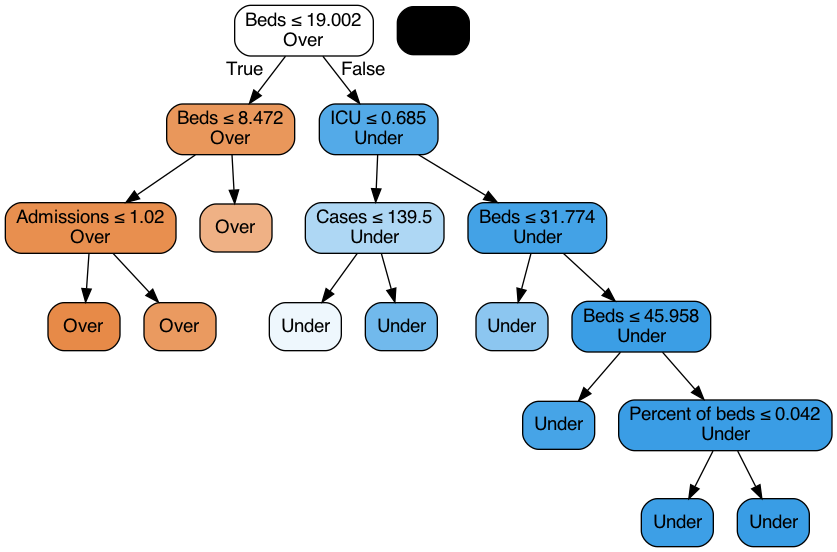 Beds ≤ 19.002
Over
True
False
Beds ≤ 8.472
Over
ICU ≤ 0.685
Under
Admissions ≤ 1.02
Over
Over
Cases ≤ 139.5
Under
Beds ≤ 31.774
Under
Over
Over
Under
Under
Under
Beds ≤ 45.958
Under
Under
Percent of beds ≤ 0.042
Under
Under
Under